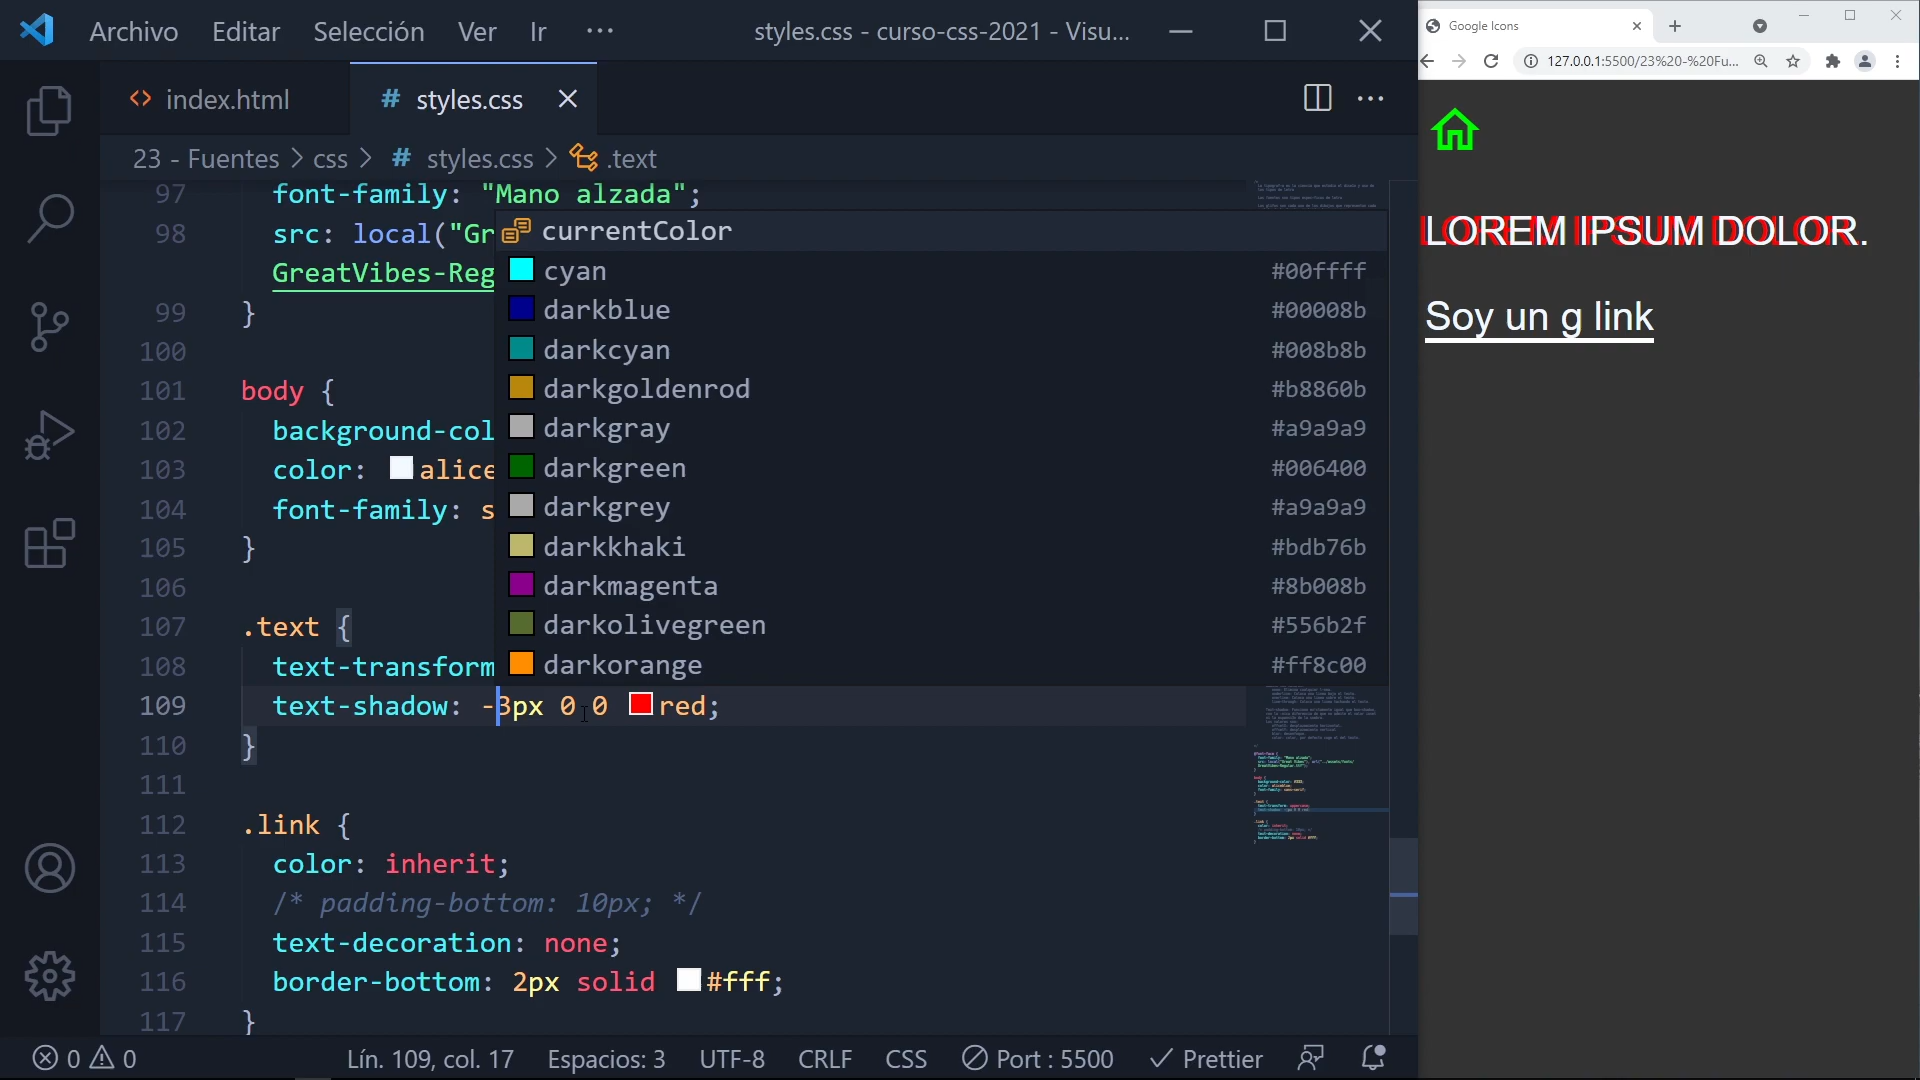 Archivo Editar Selección Ver Ir ··· styles.css - curso-css-2021 - Visu...
index.html # styles.css
23 - Fuentes > css > # styles.css > .text
97 font-family: "Mano alzada";
98 src: local("Gr
GreatVibes-Reg
99 }
100
101 body {
102 background-col
103 color: alice
104 font-family: s
105 }
106
107 .text {
108 text-transform
109 text-shadow: -3px 0 0 red;
110 }
111
112 .link {
113 color: inherit;
114 /* padding-bottom: 10px; */
115 text-decoration: none;
116 border-bottom: 2px solid #fff;
117 }
currentColor
cyan #00ffff
darkblue #00008b
darkcyan #008b8b
darkgoldenrod #b8860b
darkgray #a9a9a9
darkgreen #006400
darkgrey #a9a9a9
darkkhaki #bdb76b
darkmagenta #8b008b
darkolivegreen #556b2f
darkorange #ff8c00
0 0 Lín. 109, col. 17 Espacios: 3 UTF-8 CRLF CSS Port : 5500 Prettier
Google Icons
127.0.0.1:5500/23%20-%20Fu...
LOREM IPSUM DOLOR.
Soy un g link